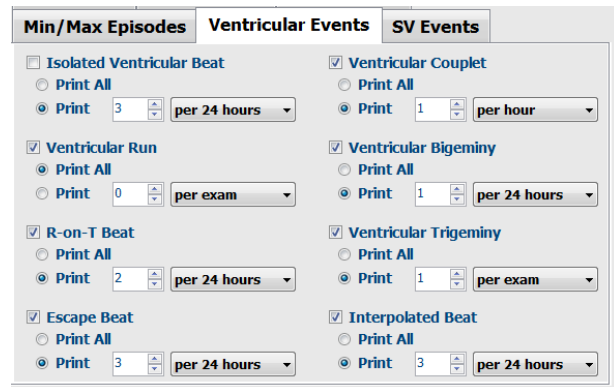 Min/Max Episodes Ventricular Events SV Events
Isolated Ventricular Beat
Print All
Print 3 per 24 hours
Ventricular Couplet
Print All
Print 1 per hour
Ventricular Run
Print All
Print 0 per exam
Ventricular Bigeminy
Print All
Print 1 per 24 hours
R-on-T Beat
Print All
Print 2 per 24 hours
Ventricular Trigeminy
Print All
Print 1 per exam
Escape Beat
Print All
Print 3 per 24 hours
Interpolated Beat
Print All
Print 3 per 24 hours